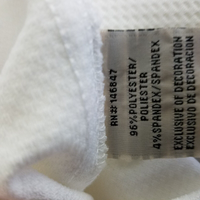 RN# 146847
96% POLYESTER/
POLIESTER
4% SPANDEX/SPANDEX
EXCLUSIVE OF DECORATION
EXCLUSIVO DE DECORACION